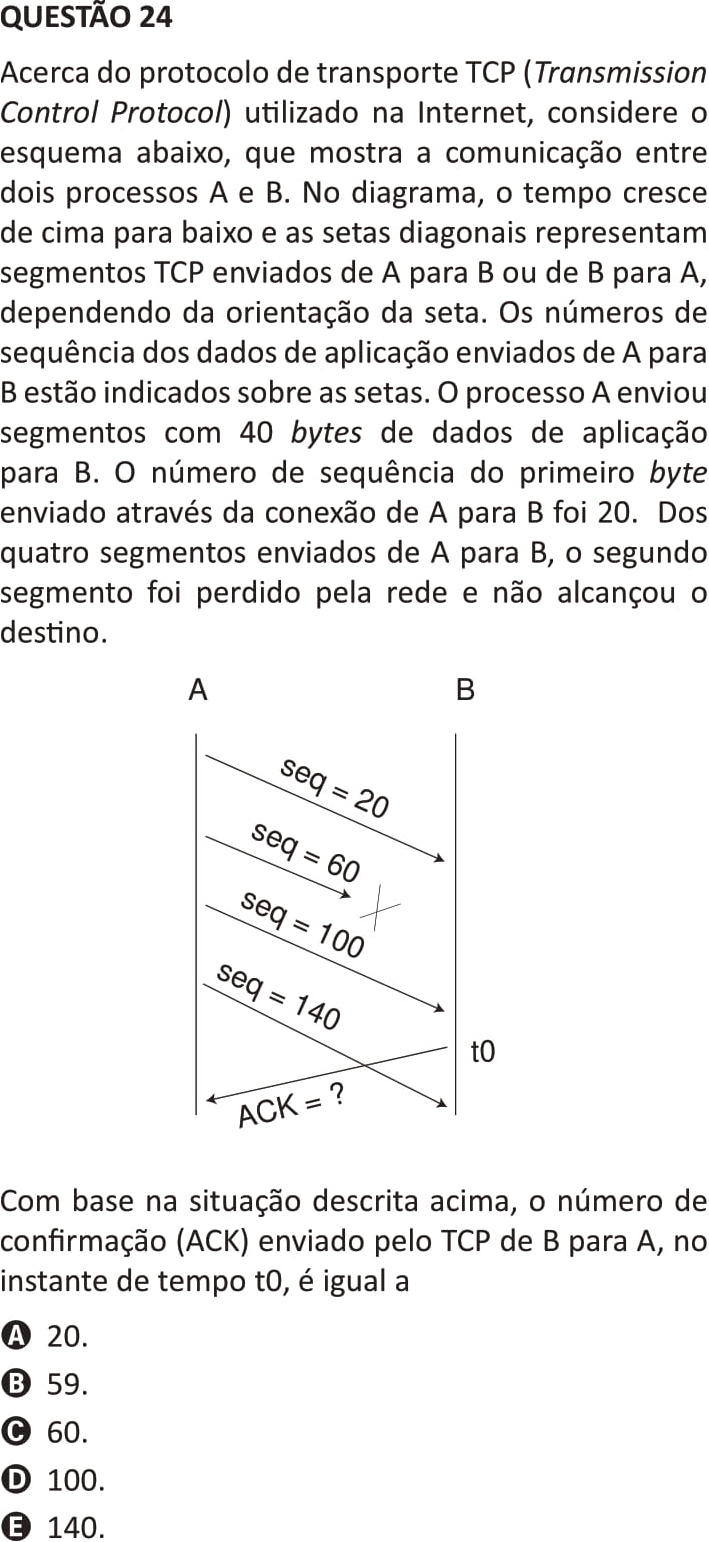 QUESTÃO 24
Acerca do protocolo de transporte TCP (Transmission
Control Protocol) utilizado na Internet, considere o
esquema abaixo, que mostra a comunicação entre
dois processos A e B. No diagrama, o tempo cresce
de cima para baixo e as setas diagonais representam
segmentos TCP enviados de A para B ou de B para A,
dependendo da orientação da seta. Os números de
sequência dos dados de aplicação enviados de A para
B estão indicados sobre as setas. O processo A enviou
segmentos com 40 bytes de dados de aplicação
para B. O número de sequência do primeiro byte
enviado através da conexão de A para B foi 20. Dos
quatro segmentos enviados de A para B, o segundo
segmento foi perdido pela rede e não alcançou o
destino.
A B
seq = 20
seq = 60
seq = 100
seq = 140
t0
ACK = ?
Com base na situação descrita acima, o número de
confirmação (ACK) enviado pelo TCP de B para A, no
instante de tempo t0, é igual a
A 20.
B 59.
C 60.
D 100.
E 140.